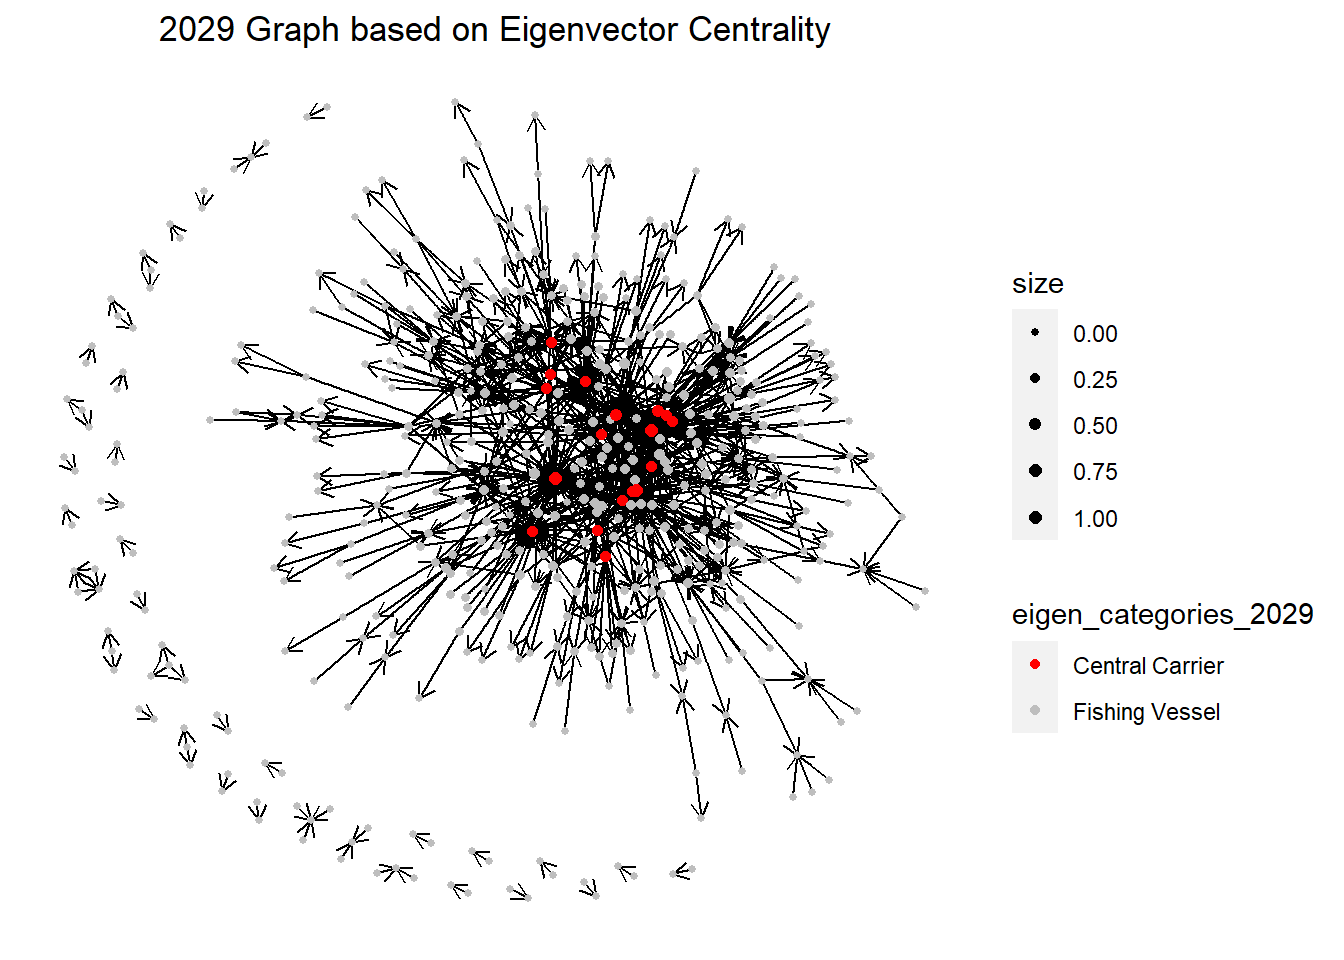 2029 Graph based on Eigenvector Centrality
size
0.00
0.25
0.50
0.75
1.00
eigen_categories_2029
Central Carrier
Fishing Vessel